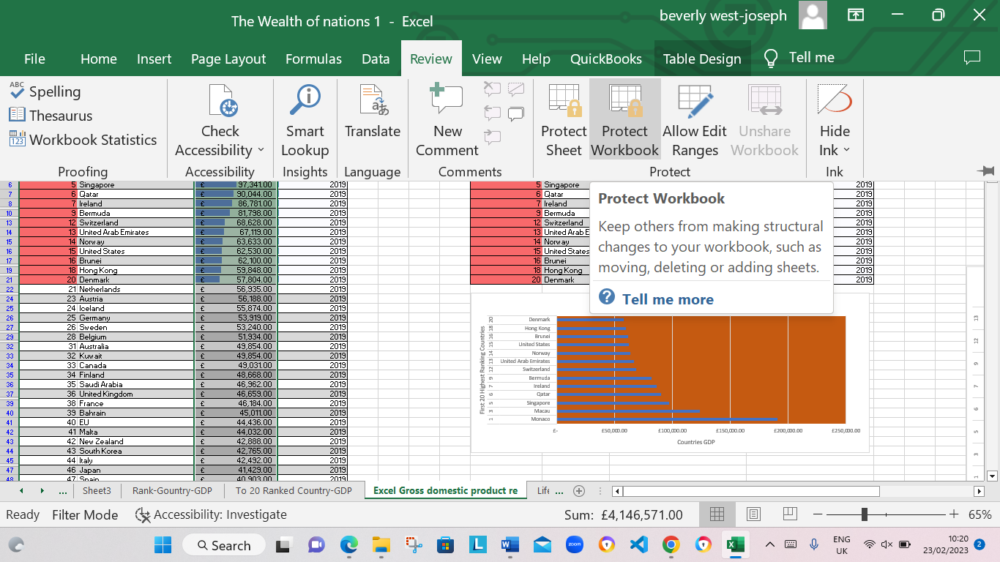 The Wealth of nations 1 - Excel
beverly west-joseph
File Home Insert Page Layout Formulas Data Review View Help QuickBooks Table Design Tell me
ABC Spelling
Thesaurus
123 Workbook Statistics
Check Accessibility
Smart Lookup
Translate
New Comment
Protect Sheet
Protect Workbook
Allow Edit Ranges
Unshare Workbook
Hide Ink
Proofing Accessibility Insights Language Comments Protect Ink
6 5 Singapore £ 97,341.00 2019
7 6 Qatar £ 90,044.00 2019
8 7 Ireland £ 86,781.00 2019
10 9 Bermuda £ 81,798.00 2019
13 12 Switzerland £ 68,628.00 2019
14 13 United Arab Emirates £ 67,119.00 2019
15 14 Norway £ 63,633.00 2019
16 15 United States £ 62,530.00 2019
17 16 Brunei £ 62,100.00 2019
19 18 Hong Kong £ 59,848.00 2019
21 20 Denmark £ 57,804.00 2019
22 21 Netherlands £ 56,935.00 2019
24 23 Austria £ 56,188.00 2019
25 24 Iceland £ 55,874.00 2019
26 25 Germany £ 53,919.00 2019
27 26 Sweden £ 53,240.00 2019
29 28 Belgium £ 51,934.00 2019
32 31 Australia £ 49,854.00 2019
33 32 Kuwait £ 49,854.00 2019
34 33 Canada £ 49,031.00 2019
35 34 Finland £ 48,668.00 2019
36 35 Saudi Arabia £ 46,962.00 2019
37 36 United Kingdom £ 46,659.00 2019
39 38 France £ 46,184.00 2019
40 39 Bahrain £ 45,011.00 2019
41 40 EU £ 44,436.00 2019
42 41 Malta £ 44,032.00 2019
43 42 New Zealand £ 42,888.00 2019
44 43 South Korea £ 42,765.00 2019
45 44 Italy £ 42,492.00 2019
47 46 Japan £ 41,429.00 2019
48 47 Spain £ 40,903.00 2019
5 Singapore 2019
6 Qatar 2019
7 Ireland 2019
9 Bermuda 2019
12 Switzerland 2019
13 United Arab E 2019
14 Norway 2019
15 United States 2019
16 Brunei 2019
18 Hong Kong 2019
20 Denmark 2019
Protect Workbook
Keep others from making structural
changes to your workbook, such as
moving, deleting or adding sheets.
Tell me more
First 20 Highest Ranking Countries
20 Denmark
18 Hong Kong
16 Brunei
15 United States
14 Norway
13 United Arab Emirates
12 Switzerland
9 Bermuda
7 Ireland
6 Qatar
5 Singapore
3 Macau
1 Monaco
£- £50,000.00 £100,000.00 £150,000.00 £200,000.00 £250,000.00
Countries GDP
13
12
9
7
6
5
3
1
... Sheet3 Rank-Gountry-GDP To 20 Ranked Country-GDP Excel Gross domestic product re Life ...
Ready Filter Mode Accessibility: Investigate Sum: £4,146,571.00 65%
Search
L
W
zoom
X
ENG
UK
10:20
23/02/2023
2